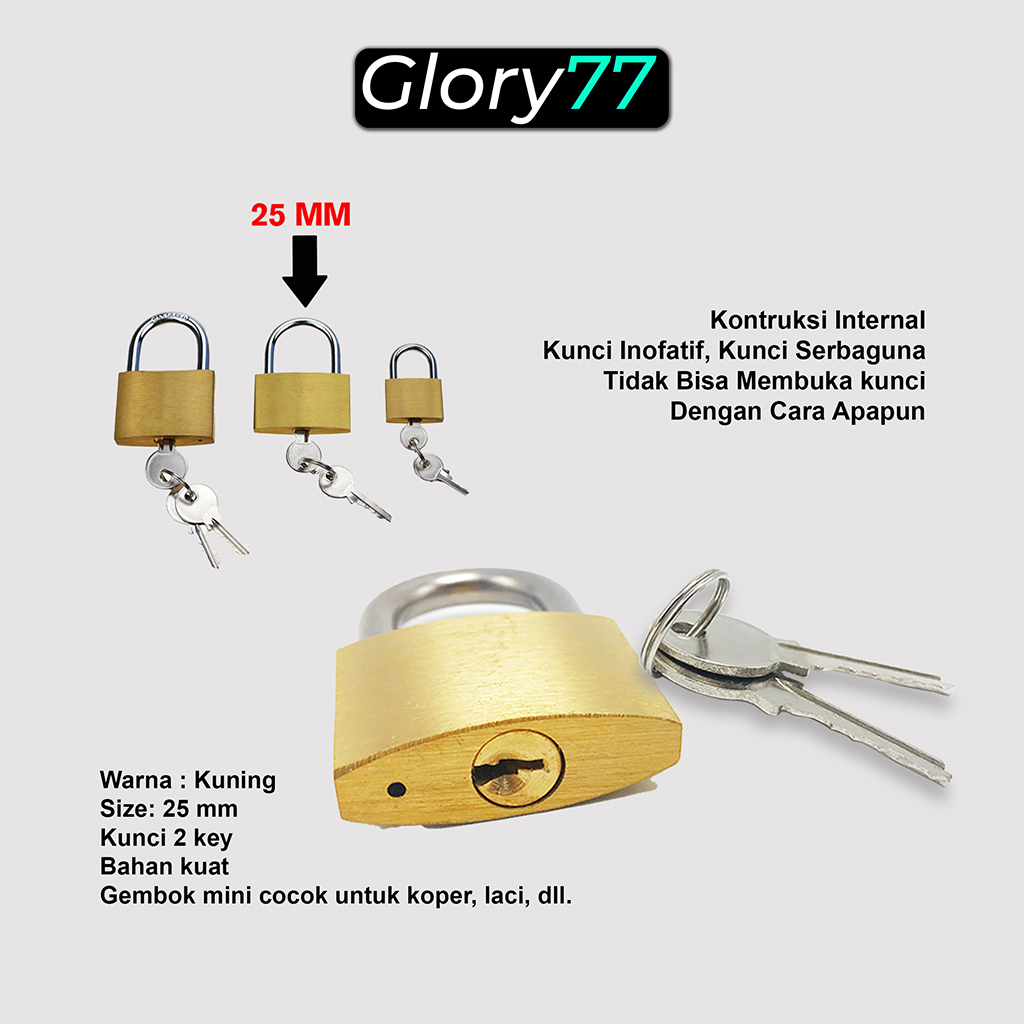 Glory77
25 MM
Kontruksi Internal
Kunci Inofatif, Kunci Serbaguna
Tidak Bisa Membuka kunci
Dengan Cara Apapun
Warna : Kuning
Size: 25 mm
Kunci 2 key
Bahan kuat
Gembok mini cocok untuk koper, laci, dll.